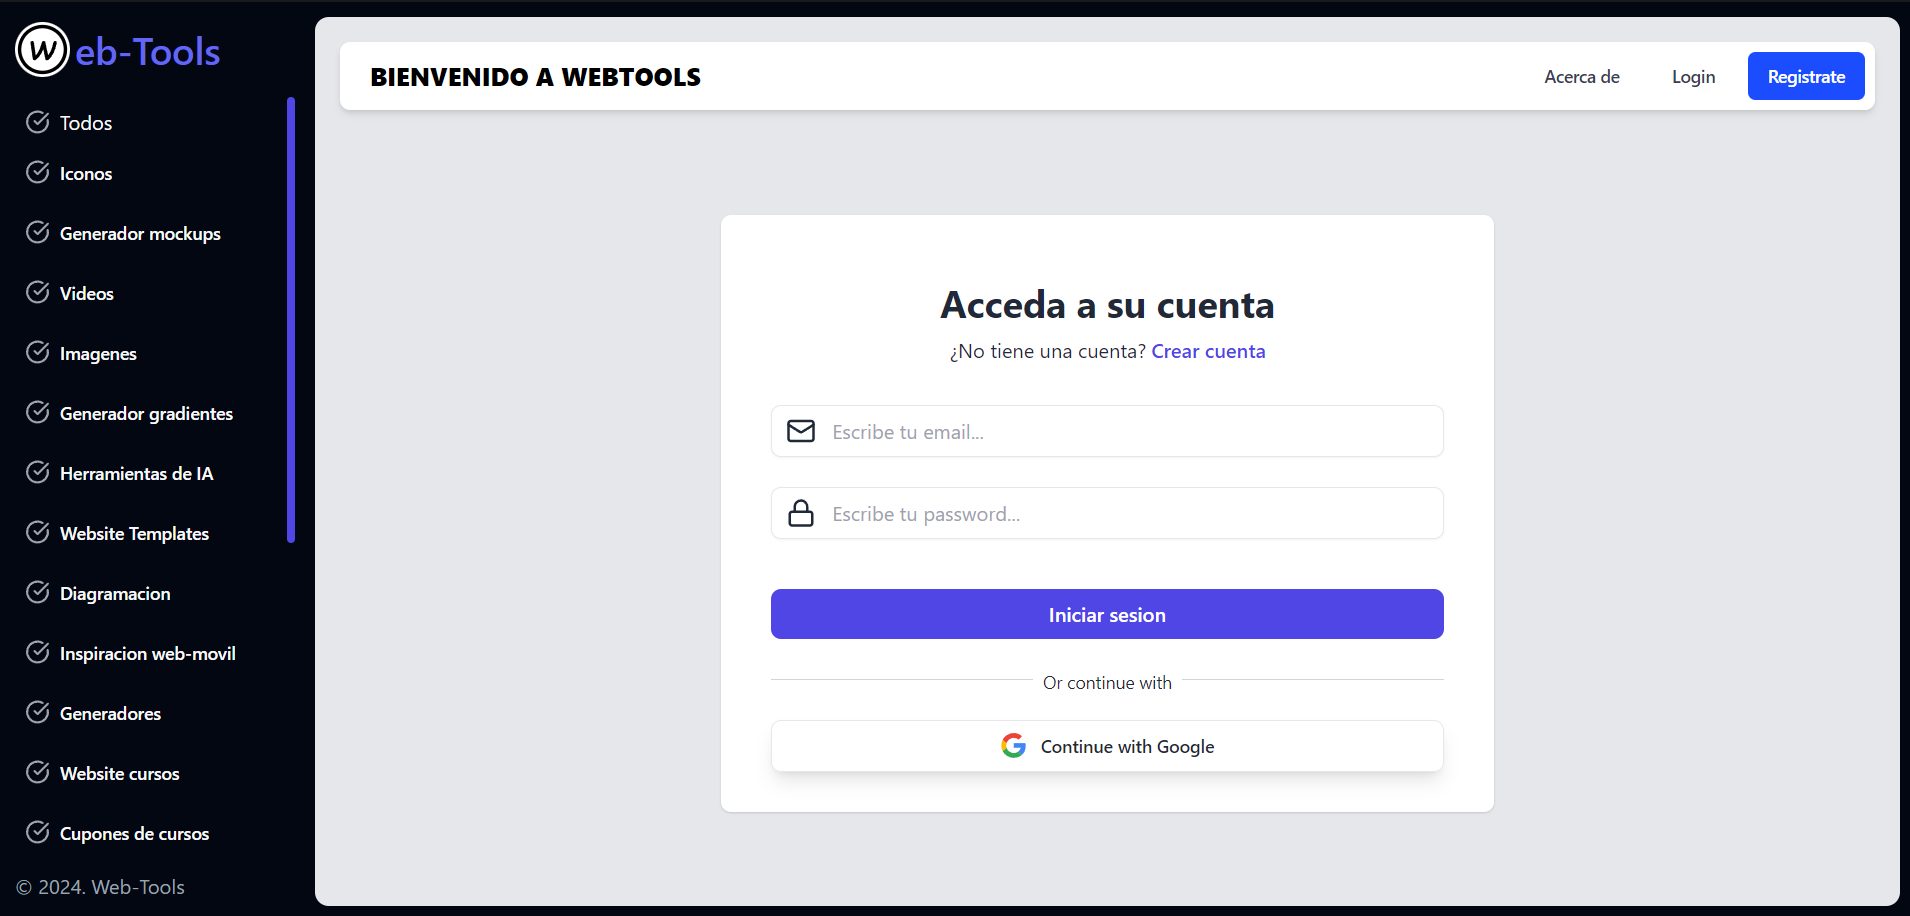 Web-Tools
Todos
Iconos
Generador mockups
Videos
Imagenes
Generador gradientes
Herramientas de IA
Website Templates
Diagramacion
Inspiracion web-movil
Generadores
Website cursos
Cupones de cursos
© 2024. Web-Tools
BIENVENIDO A WEBTOOLS
Acerca de
Login
Registrate
Acceda a su cuenta
¿No tiene una cuenta? Crear cuenta
Escribe tu email...
Escribe tu password...
Iniciar sesion
Or continue with
Continue with Google